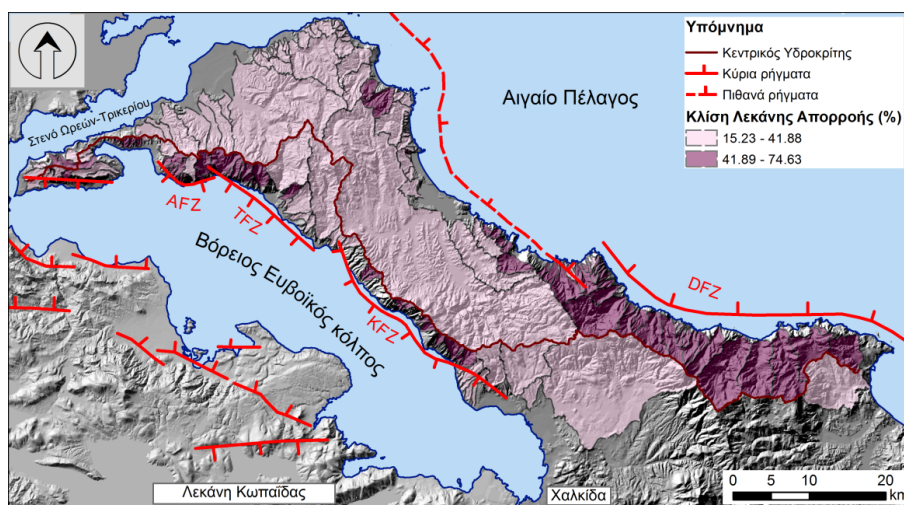 Υπόμνημα
Κεντρικός Υδροκρίτης
Κύρια ρήγματα
Πιθανά ρήγματα
Κλίση Λεκάνης Απορροής (%)
15.23 - 41.88
41.89 - 74.63
Αιγαίο Πέλαγος
Στενό Ωρεών-Τρικερίου
AFZ
TFZ
Βόρειος Ευβοϊκός κόλπος
KFZ
DFZ
Λεκάνη Κωπαΐδας
Χαλκίδα
0 5 10 20
km